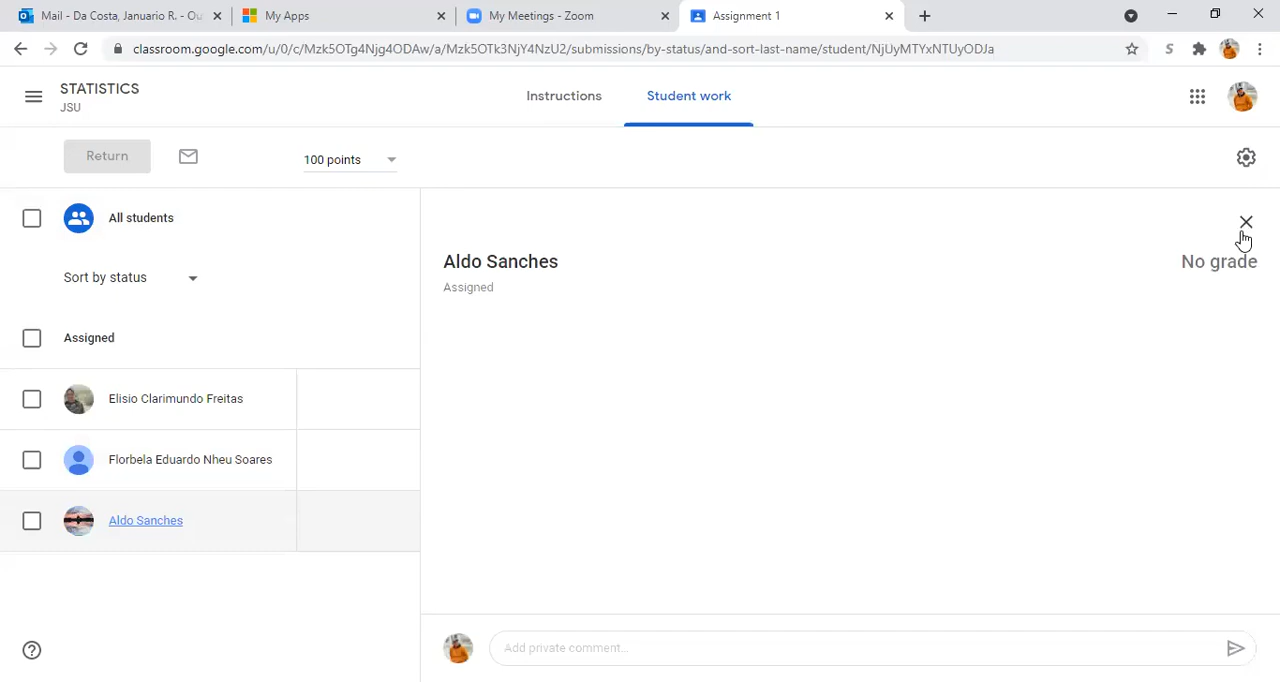 Mail - Da Costa, Januario R. - Ou
My Apps
My Meetings - Zoom
Assignment 1
classroom.google.com/u/0/c/Mzk5OTg4Njg4ODAw/a/Mzk5OTk3NjY4NzU2/submissions/by-status/and-sort-last-name/student/NjUyMTYxNTUyODJa
S
STATISTICS
JSU
Instructions
Student work
Return
100 points
All students
Aldo Sanches
No grade
Sort by status
Assigned
Assigned
Elisio Clarimundo Freitas
Florbela Eduardo Nheu Soares
Aldo Sanches
Add private comment...